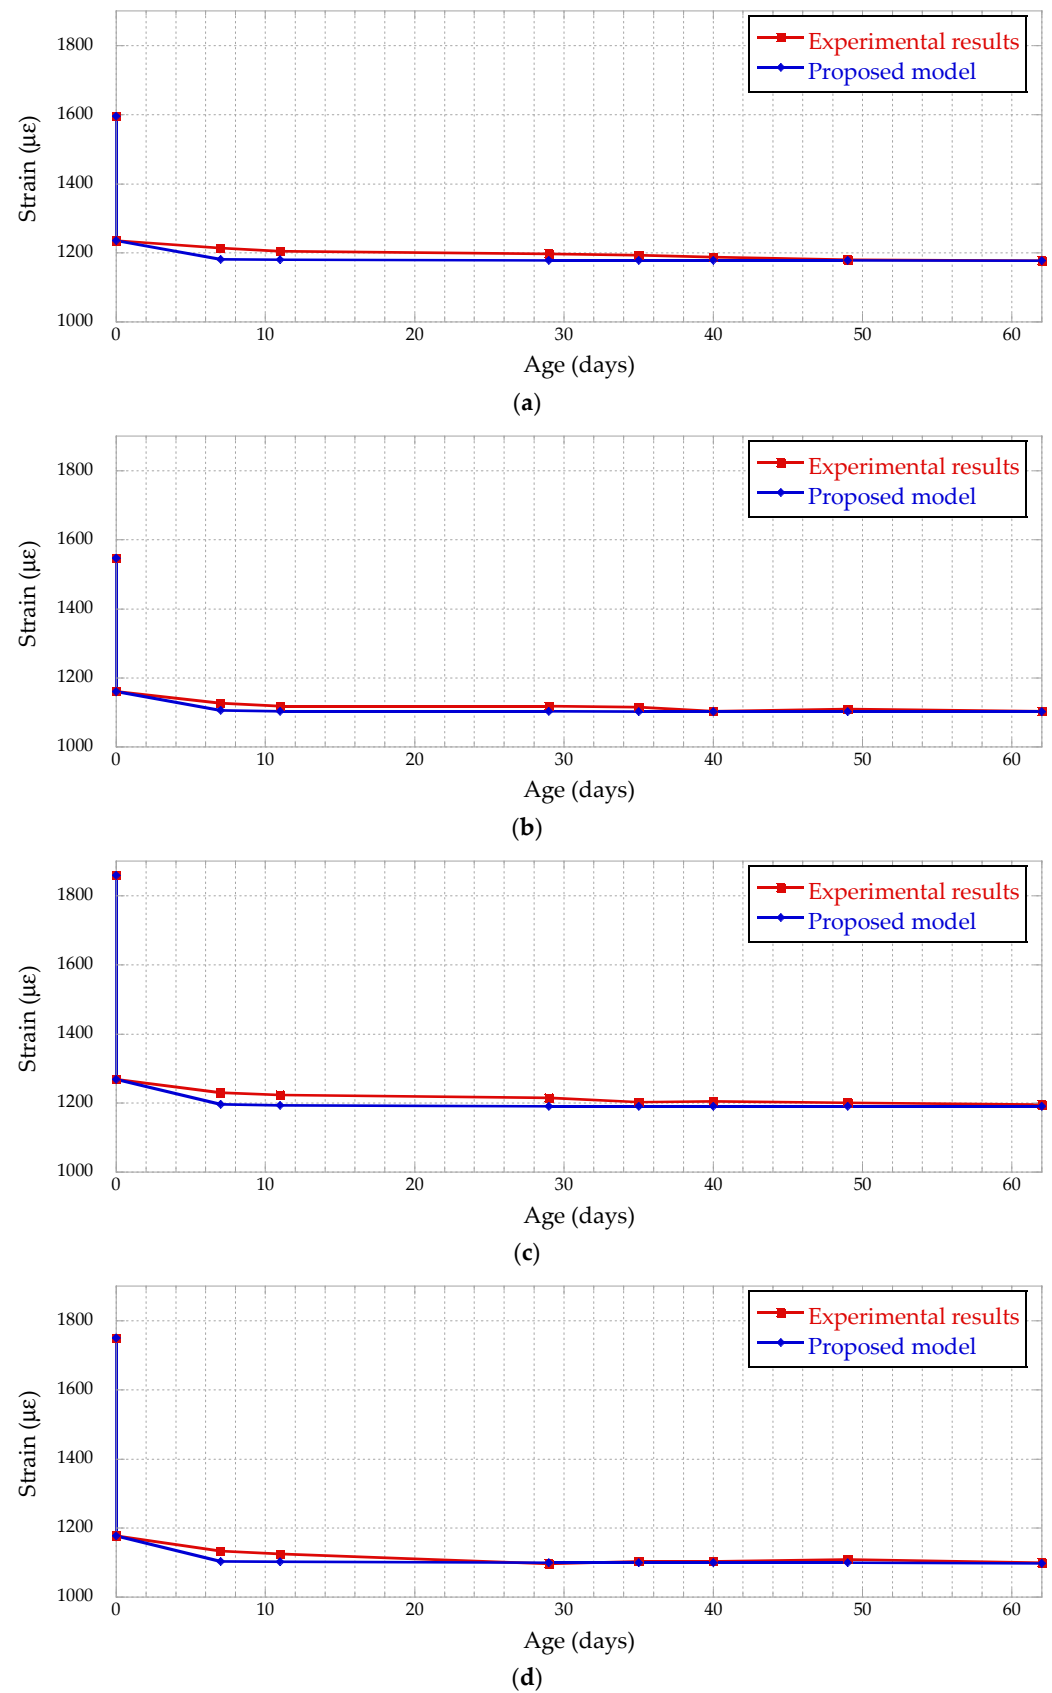 1800
1600
1400
1200
1000
Strain (με)
Experimental results
Proposed model
0 10 20 30 40 50 60
Age (days)
(a)
1800
1600
1400
1200
1000
Strain (με)
Experimental results
Proposed model
0 10 20 30 40 50 60
Age (days)
(b)
1800
1600
1400
1200
1000
Strain (με)
Experimental results
Proposed model
0 10 20 30 40 50 60
Age (days)
(c)
1800
1600
1400
1200
1000
Strain (με)
Experimental results
Proposed model
0 10 20 30 40 50 60
Age (days)
(d)